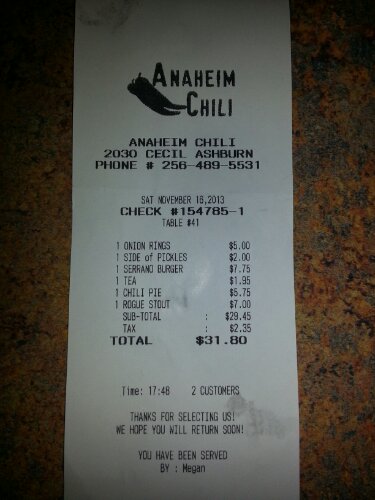 ANAHEIM
CHILI
ANAHEIM CHILI
2030 CECIL ASHBURN
PHONE # 256-489-5531
SAT NOVEMBER 16,2013
CHECK #154785-1
TABLE #41
1 ONION RINGS $5.00
1 SIDE of PICKLES $2.00
1 SERRANO BURGER $7.75
1 TEA $1.95
1 CHILI PIE $5.75
1 ROGUE STOUT $7.00
SUB-TOTAL : $29.45
TAX : $2.35
TOTAL $31.80
Time: 17:46 2 CUSTOMERS
THANKS FOR SELECTING US!
WE HOPE YOU WILL RETURN SOON!
YOU HAVE BEEN SERVED
BY : Megan